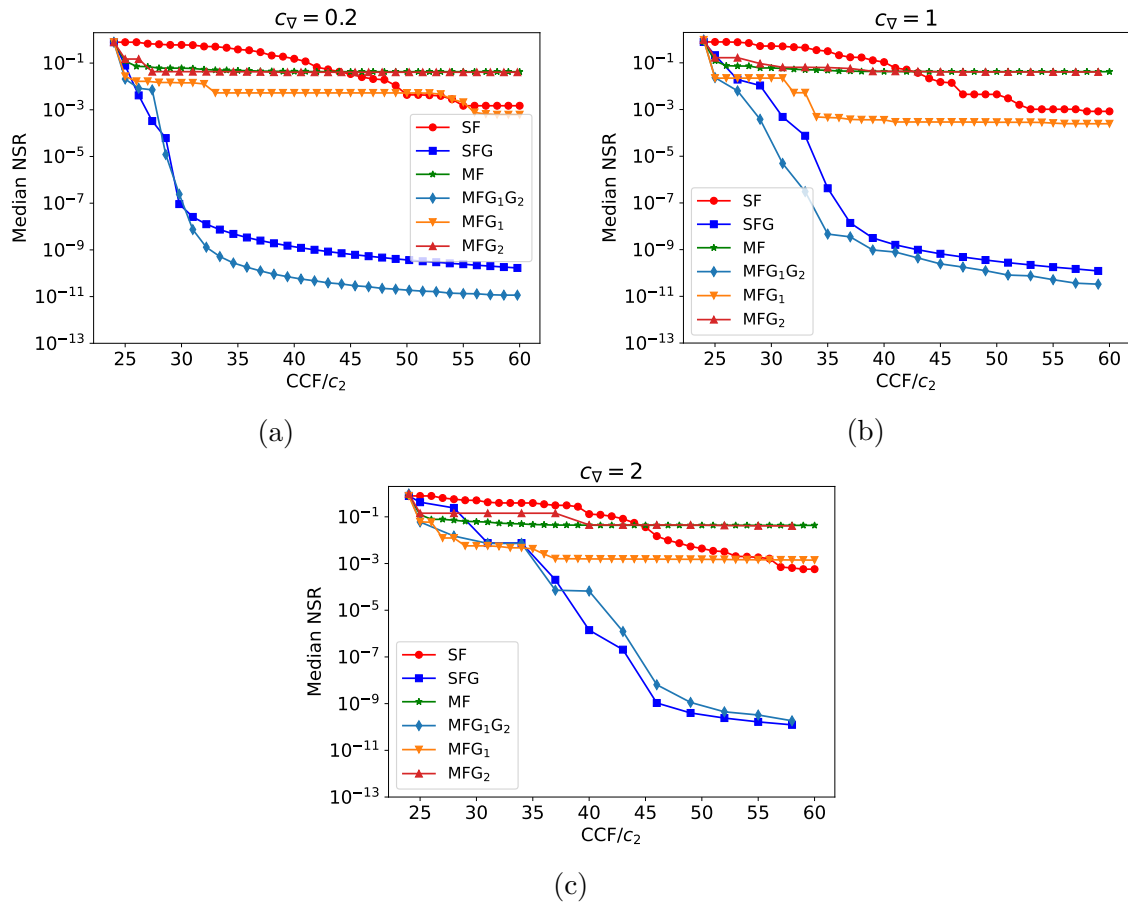 c∇ = 0.2
Median NSR
10⁻¹
10⁻³
10⁻⁵
10⁻⁷
10⁻⁹
10⁻¹¹
10⁻¹³
SF
SFG
MF
MFG₁G₂
MFG₁
MFG₂
25 30 35 40 45 50 55 60
CCF/c₂
(a)
c∇ = 1
Median NSR
10⁻¹
10⁻³
10⁻⁵
10⁻⁷
10⁻⁹
10⁻¹¹
10⁻¹³
SF
SFG
MF
MFG₁G₂
MFG₁
MFG₂
25 30 35 40 45 50 55 60
CCF/c₂
(b)
c∇ = 2
Median NSR
10⁻¹
10⁻³
10⁻⁵
10⁻⁷
10⁻⁹
10⁻¹¹
10⁻¹³
SF
SFG
MF
MFG₁G₂
MFG₁
MFG₂
25 30 35 40 45 50 55 60
CCF/c₂
(c)